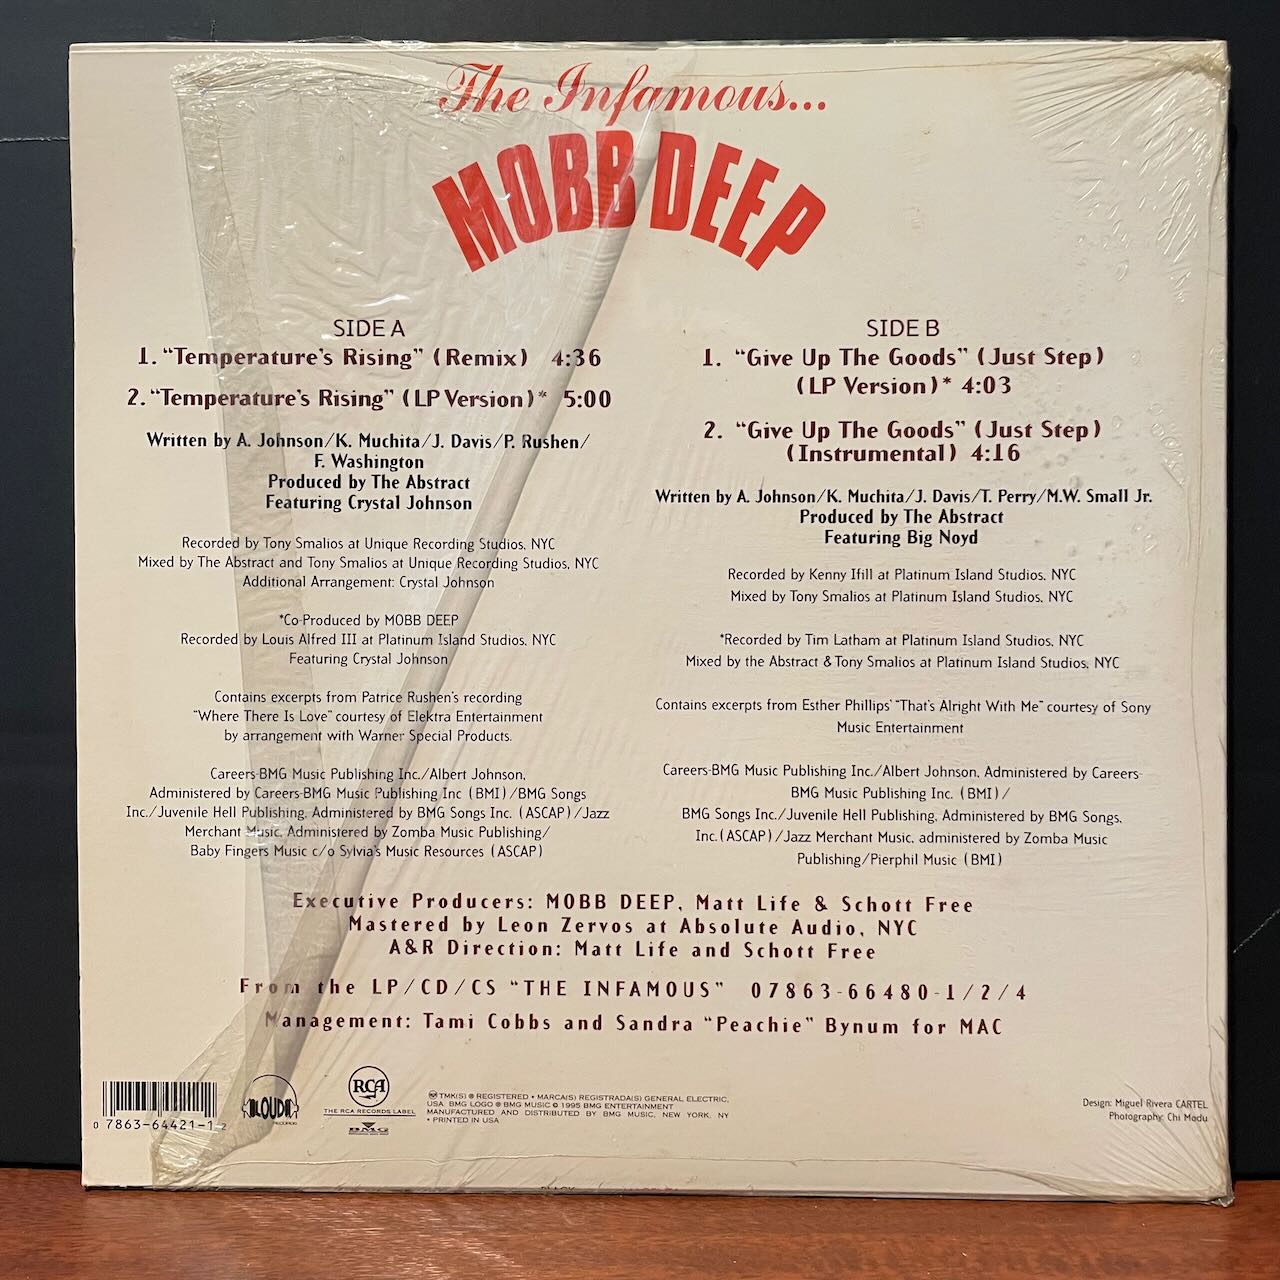 The Infamous...
MOBB DEEP
SIDE A
1. “Temperature's Rising” (Remix) 4:36
2. “Temperature's Rising” (LP Version)* 5:00
Written by A. Johnson/K. Muchita/J. Davis/P. Rushen/
F. Washington
Produced by The Abstract
Featuring Crystal Johnson
Recorded by Tony Smalios at Unique Recording Studios, NYC
Mixed by The Abstract and Tony Smalios at Unique Recording Studios, NYC
Additional Arrangement: Crystal Johnson
*Co-Produced by MOBB DEEP
Recorded by Louis Alfred III at Platinum Island Studios, NYC
Featuring Crystal Johnson
Contains excerpts from Patrice Rushen's recording
“Where There Is Love” courtesy of Elektra Entertainment
by arrangement with Warner Special Products.
Careers-BMG Music Publishing Inc./Albert Johnson,
Administered by Careers-BMG Music Publishing Inc (BMI)/BMG Songs
Inc./Juvenile Hell Publishing, Administered by BMG Songs Inc. (ASCAP)/Jazz
Merchant Music, Administered by Zomba Music Publishing/
Baby Fingers Music c/o Sylvia's Music Resources (ASCAP)
SIDE B
1. “Give Up The Goods” (Just Step)
(LP Version)* 4:03
2. “Give Up The Goods” (Just Step)
(Instrumental) 4:16
Written by A. Johnson/K. Muchita/J. Davis/T. Perry/M.W. Small Jr.
Produced by The Abstract
Featuring Big Noyd
Recorded by Kenny Ifill at Platinum Island Studios, NYC
Mixed by Tony Smalios at Platinum Island Studios, NYC
*Recorded by Tim Latham at Platinum Island Studios, NYC
Mixed by the Abstract & Tony Smalios at Platinum Island Studios, NYC
Contains excerpts from Esther Phillips' “That's Alright With Me” courtesy of Sony
Music Entertainment
Careers-BMG Music Publishing Inc./Albert Johnson, Administered by Careers-
BMG Music Publishing Inc. (BMI)/
BMG Songs Inc./Juvenile Hell Publishing, Administered by BMG Songs,
Inc.(ASCAP)/Jazz Merchant Music, administered by Zomba Music
Publishing/Pierphil Music (BMI)
Executive Producers: MOBB DEEP, Matt Life & Schott Free
Mastered by Leon Zervos at Absolute Audio, NYC
A&R Direction: Matt Life and Schott Free
From the LP/CD/CS “THE INFAMOUS” 07863-66480-1/2/4
Management: Tami Cobbs and Sandra “Peachie” Bynum for MAC
0 7863-64421-1 2
LOUD
RECORDS
RCA
THE RCA RECORDS LABEL
BMG
TMK(S) ® REGISTERED • MARCA(S) REGISTRADA(S) GENERAL ELECTRIC,
USA. BMG LOGO ® BMG MUSIC © 1995 BMG ENTERTAINMENT
MANUFACTURED AND DISTRIBUTED BY BMG MUSIC, NEW YORK, NY
• PRINTED IN USA
Design: Miguel Rivera CARTEL
Photography: Chi Modu